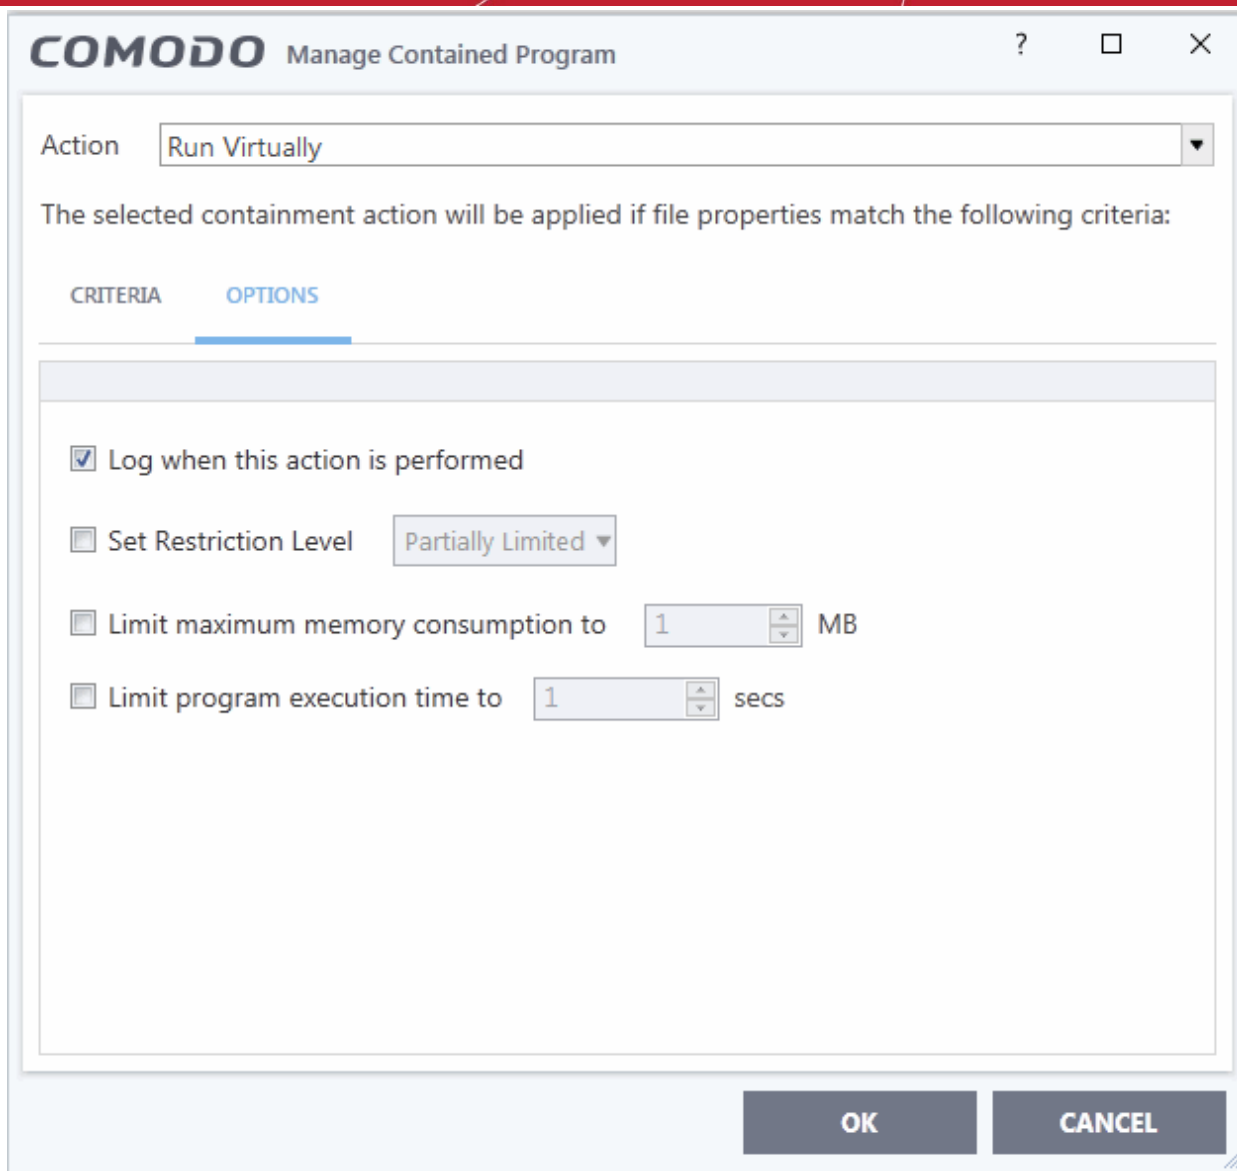 COMODO Manage Contained Program ?
Action Run Virtually
The selected containment action will be applied if file properties match the following criteria:
CRITERIA OPTIONS
Log when this action is performed
Set Restriction Level Partially Limited
Limit maximum memory consumption to 1 MB
Limit program execution time to 1 secs
OK CANCEL